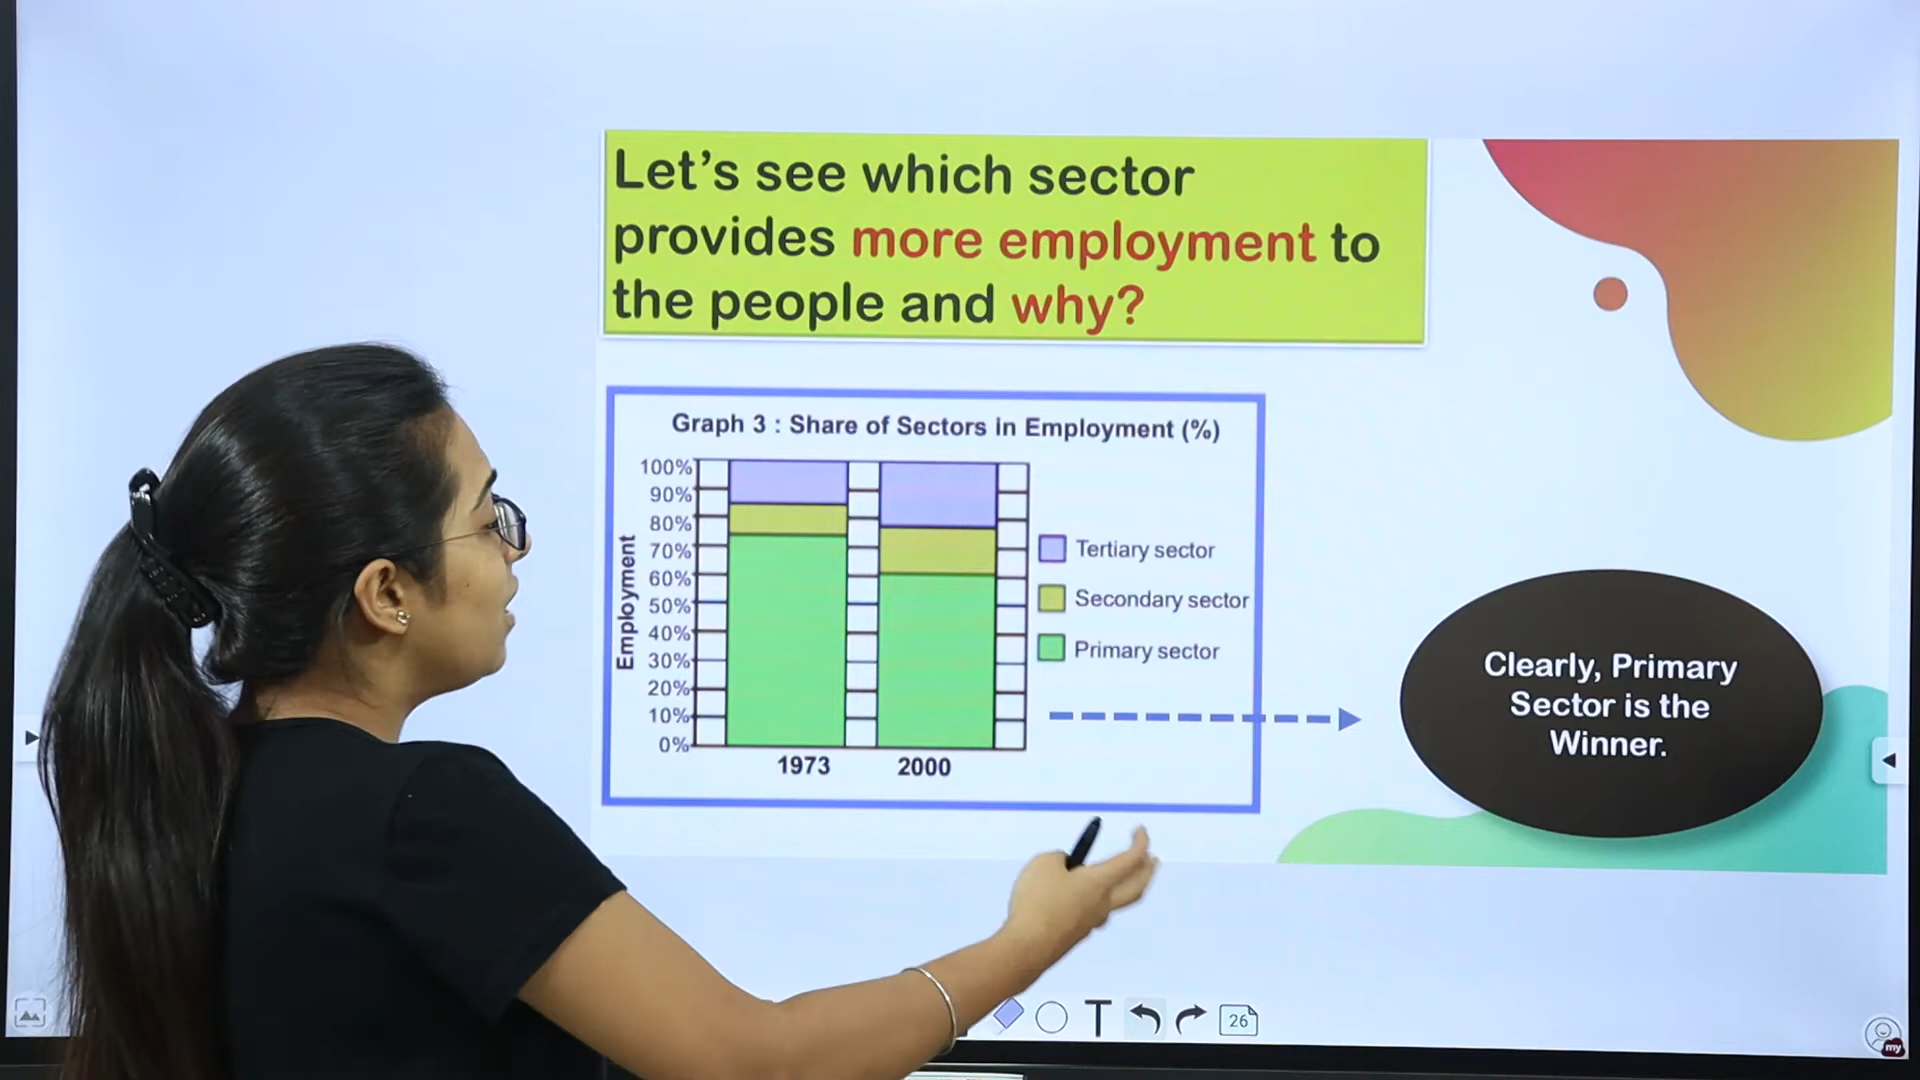 Let's see which sector
provides more employment to
the people and why?
Graph 3 : Share of Sectors in Employment (%)
100%
90%
80%
70%
60%
50%
40%
30%
20%
10%
0%
Employment
1973
2000
Tertiary sector
Secondary sector
Primary sector
Clearly, Primary
Sector is the
Winner.
T
26
my